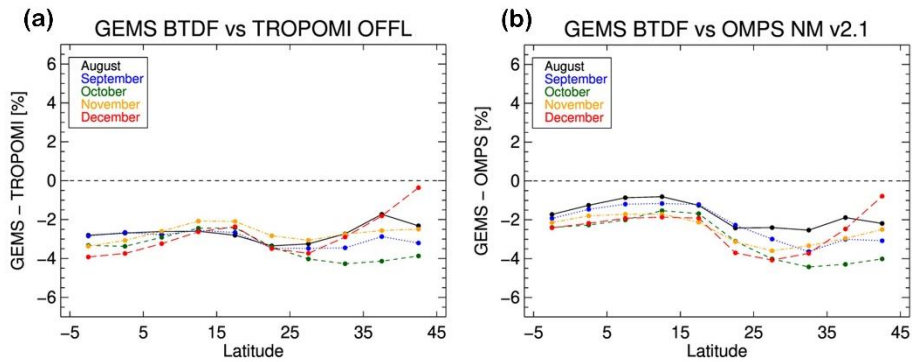 (a)
GEMS BTDF vs TROPOMI OFFL
GEMS − TROPOMI [%]
6
4
2
0
−2
−4
−6
August
September
October
November
December
−5
5
15
25
35
45
Latitude
(b)
GEMS BTDF vs OMPS NM v2.1
GEMS − OMPS [%]
6
4
2
0
−2
−4
−6
August
September
October
November
December
−5
5
15
25
35
45
Latitude